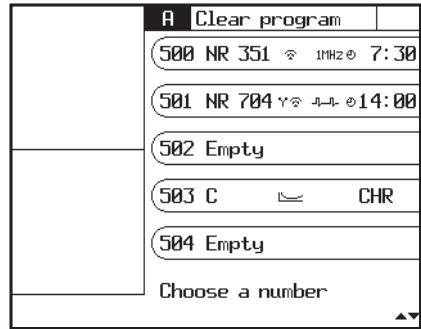 A Clear program
500 NR 351 1MHz 7:30
501 NR 704 14:00
502 Empty
503 C CHR
504 Empty
Choose a number